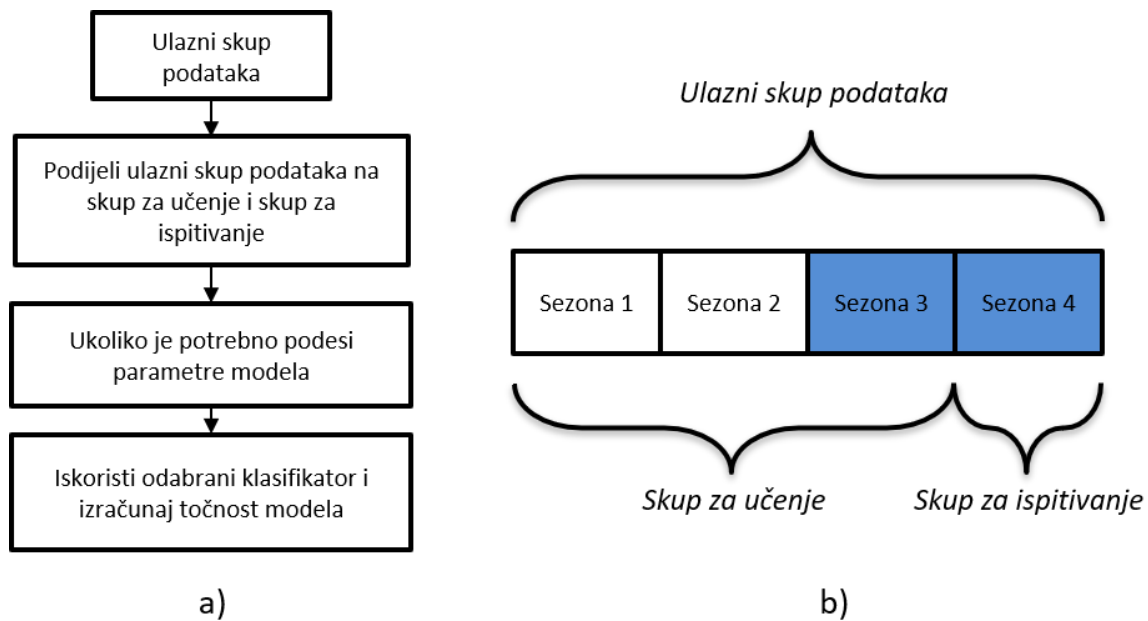 Ulazni skup
podataka
Podijeli ulazni skup podataka na
skup za učenje i skup za
ispitivanje
Ukoliko je potrebno podesi
parametre modela
Iskoristi odabrani klasifikator i
izračunaj točnost modela
a)
Ulazni skup podataka
Sezona 1
Sezona 2
Sezona 3
Sezona 4
Skup za učenje
Skup za ispitivanje
b)